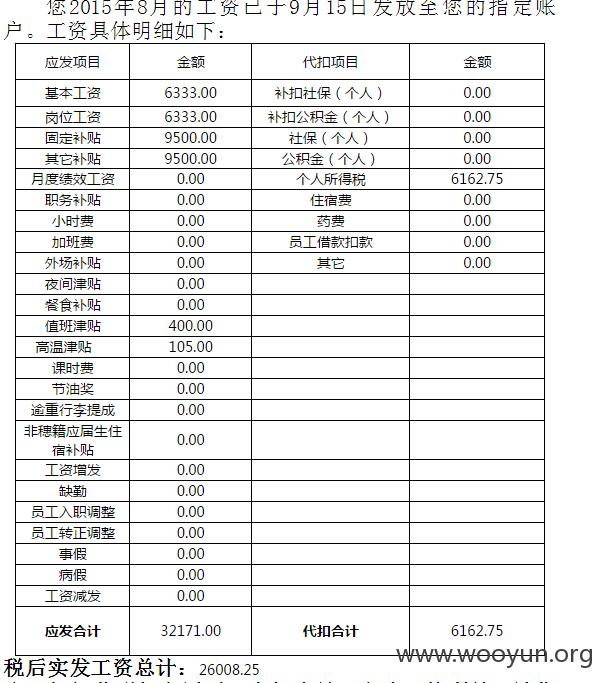 您2015年8月的工资已于9月15日发放至您的指定账
户。工资具体明细如下：
应发项目 金额 代扣项目 金额
基本工资 6333.00 补扣社保（个人） 0.00
岗位工资 6333.00 补扣公积金（个人） 0.00
固定补贴 9500.00 社保（个人） 0.00
其它补贴 9500.00 公积金（个人） 0.00
月度绩效工资 0.00 个人所得税 6162.75
职务补贴 0.00 住宿费 0.00
小时费 0.00 药费 0.00
加班费 0.00 员工借款扣款 0.00
外场补贴 0.00 其它 0.00
夜间津贴 0.00
餐食补贴 0.00
值班津贴 400.00
高温津贴 105.00
课时费 0.00
节油奖 0.00
逾重行李提成 0.00
非穗籍应届生住
宿补贴 0.00
工资增发 0.00
缺勤 0.00
员工入职调整 0.00
员工转正调整 0.00
事假 0.00
病假 0.00
工资减发 0.00
应发合计 32171.00 代扣合计 6162.75
www.wooyun.org
税后实发工资总计：26008.25